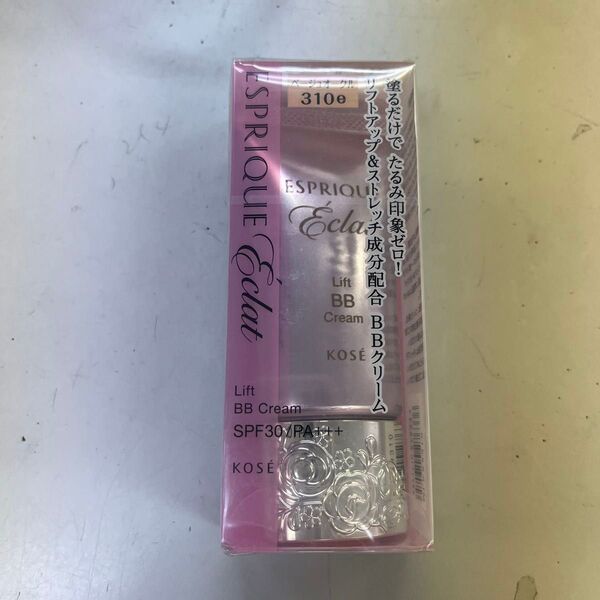 ESPRIQUE Éclat
Lift
BB Cream
SPF30/PA+++
KOSÉ
ベージュオークル
310e
ESPRIQUE
Éclat
Lift
BB
Cream
KOSÉ
塗るだけで たるみ印象ゼロ!
リフトアップ&ストレッチ成分配合 BBクリーム